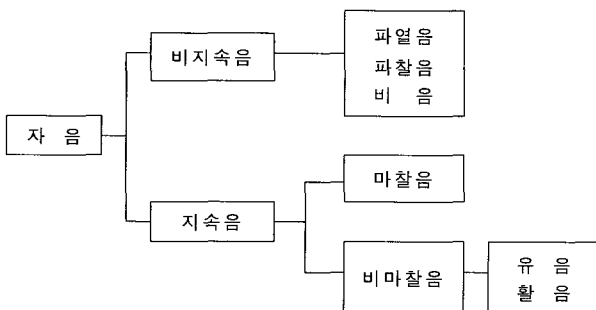 파열음
비지속음
파찰음
비 음
자 음
마찰음
지속음
유 음
비마찰음
활 음